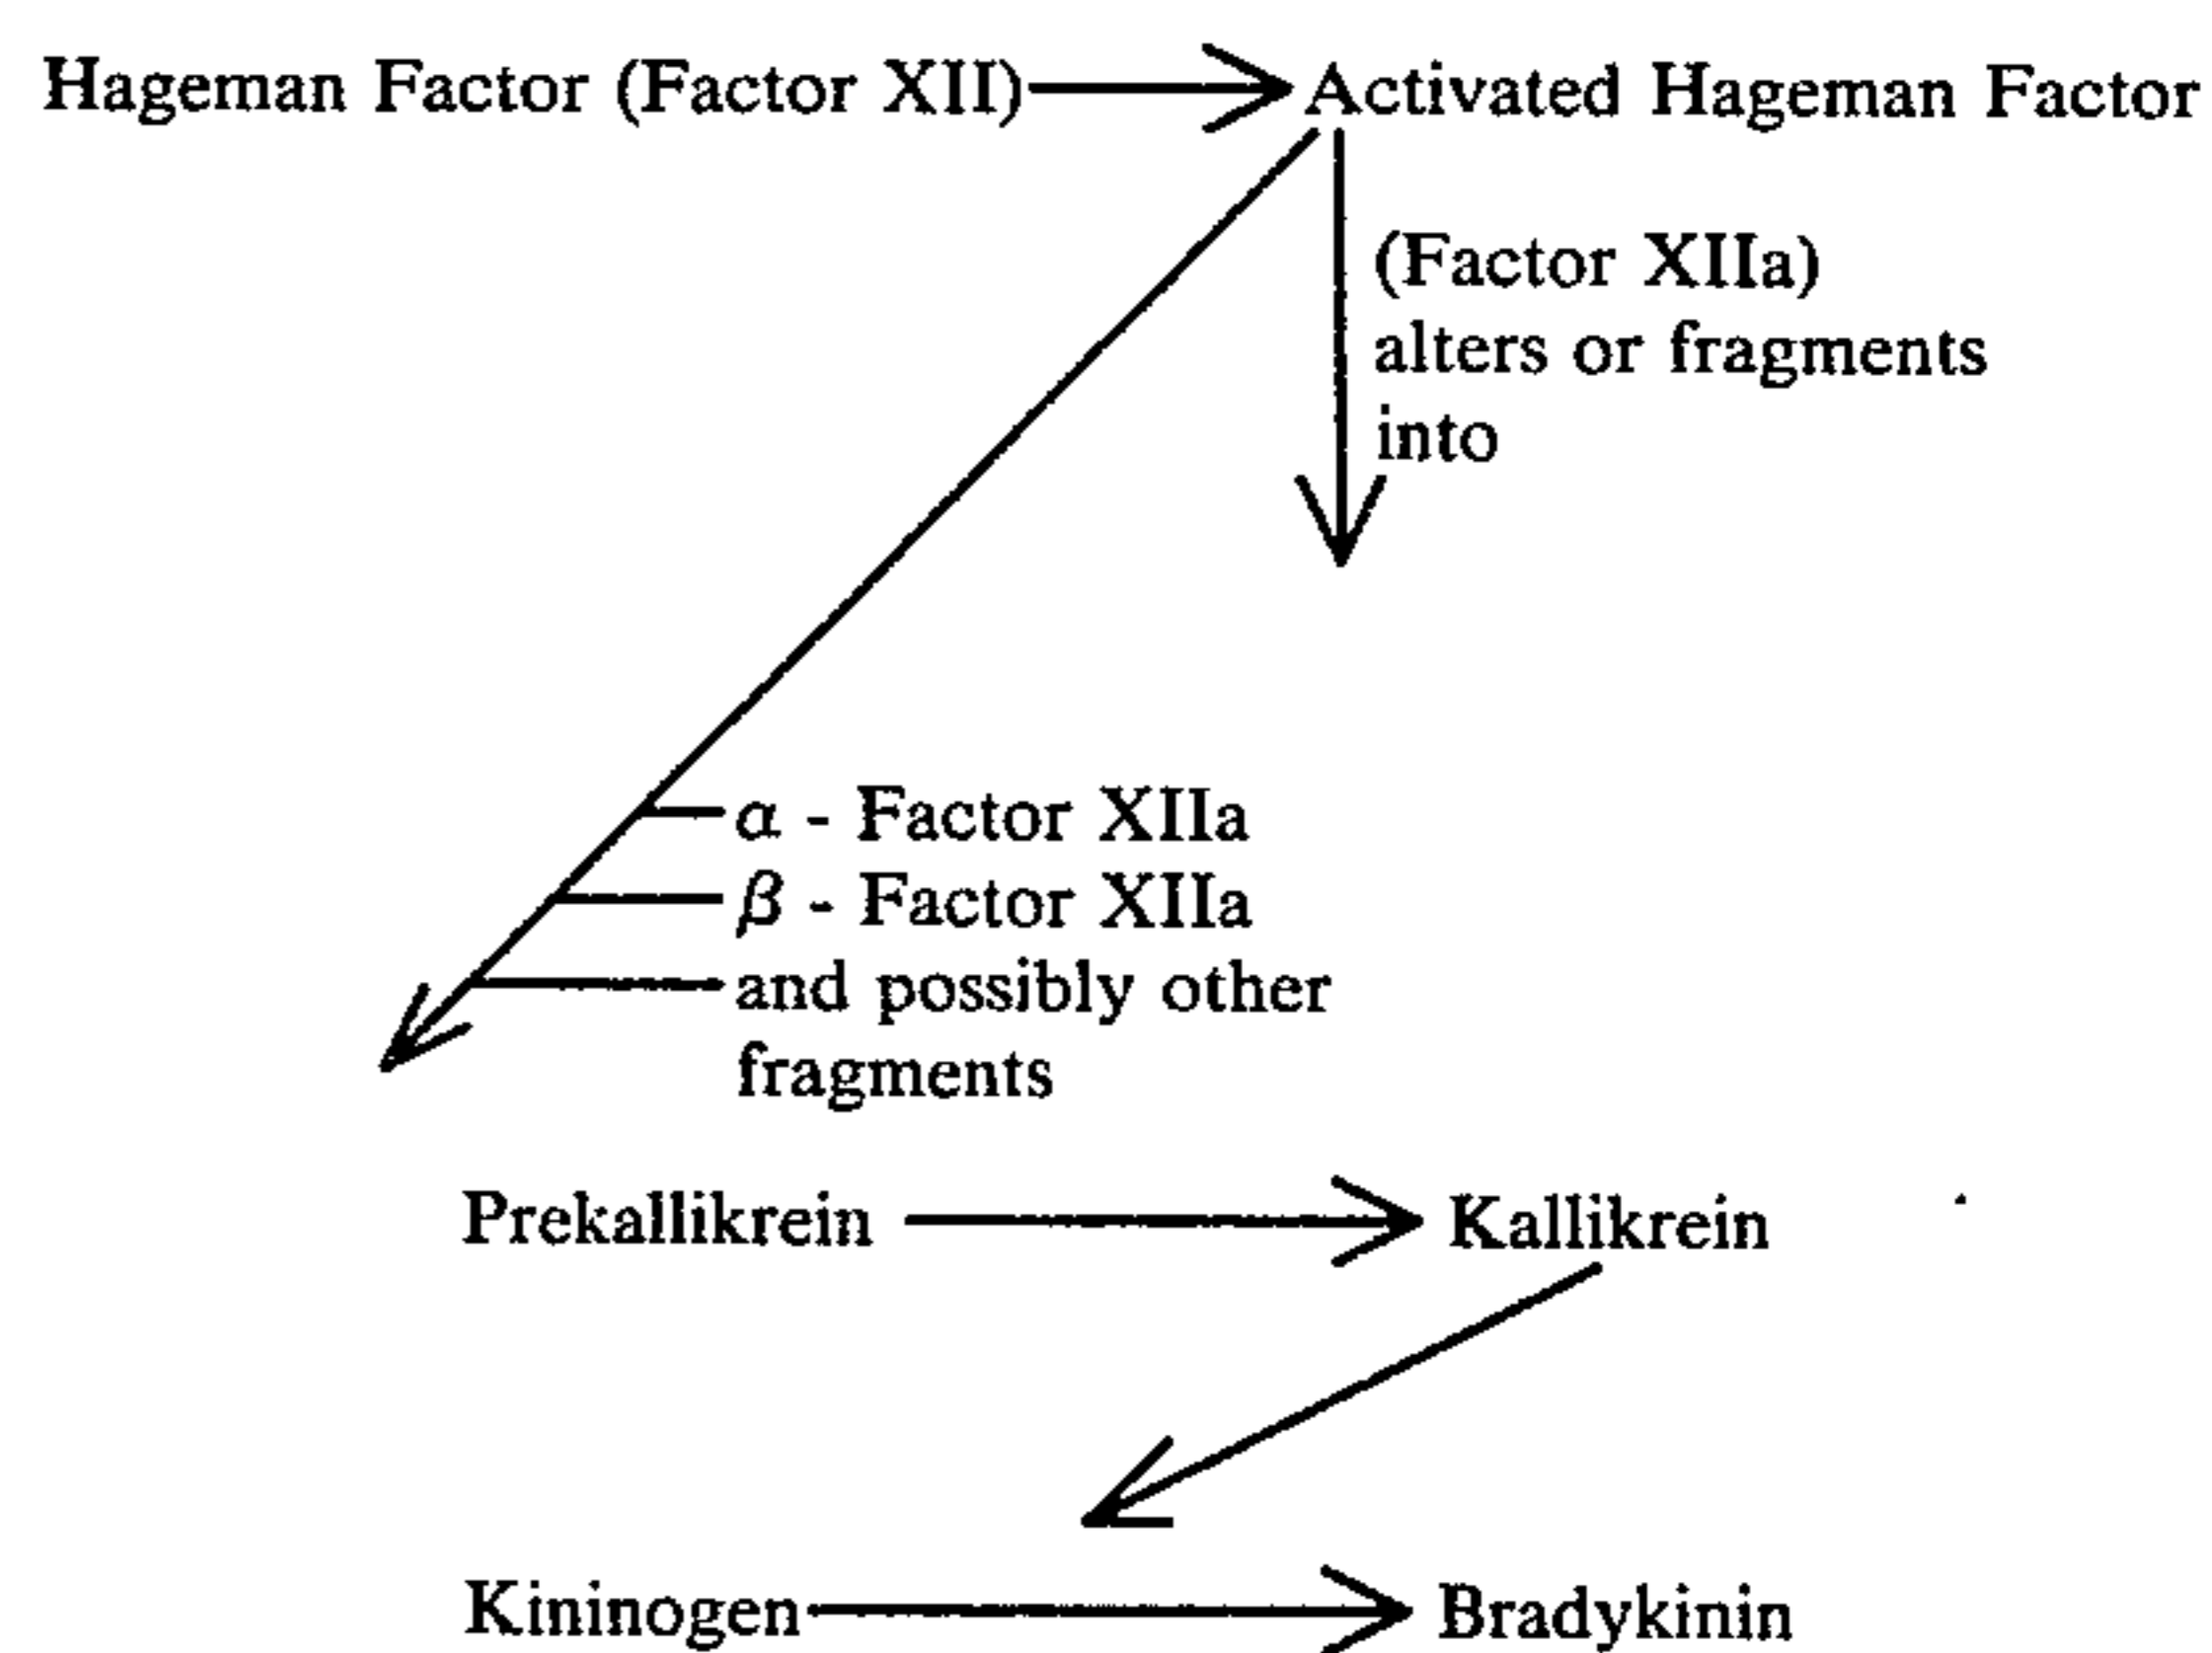 Hageman Factor (Factor XII) Activated Hageman Factor
(Factor XIIa)
alters or fragments
into
α - Factor XIIa
β - Factor XIIa
and possibly other
fragments
Prekallikrein Kallikrein
Kininogen Bradykinin